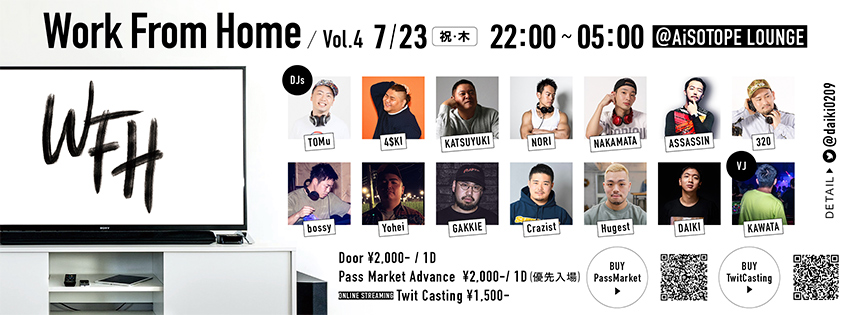 Work From Home / Vol.4 7/23 祝・木 22:00~05:00 @AiSOTOPE LOUNGE
WFH
SONY
DJs
TOMu
4SKI
KATSUYUKI
NORI
NAKAMATA
ASSASSIN
320
bossy
Yohei
GAKKIE
Crazist
Hugest
DAIKI
VJ
KAWATA
DETAIL ▶ @daiki0209
Door ¥2,000- / 1D
Pass Market Advance ¥2,000-/ 1D (優先入場)
ONLINE STREAMING Twit Casting ¥1,500-
BUY
PassMarket
▶
BUY
TwitCasting
▶